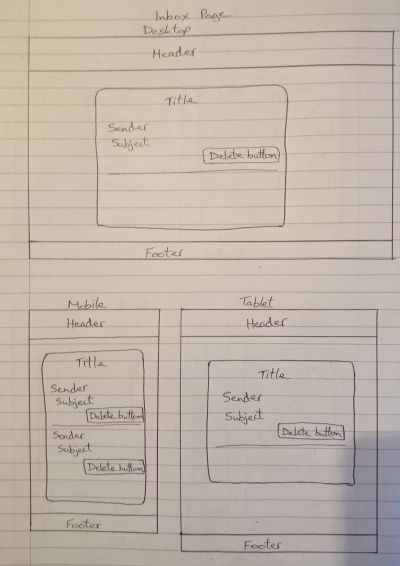 Inbox Page
Desktop
Header
Title
Sender
Subject
Delete button
Footer
Mobile
Header
Title
Sender
Subject
Delete button
Sender
Subject
Delete button
Footer
Tablet
Header
Title
Sender
Subject
Delete button
Footer